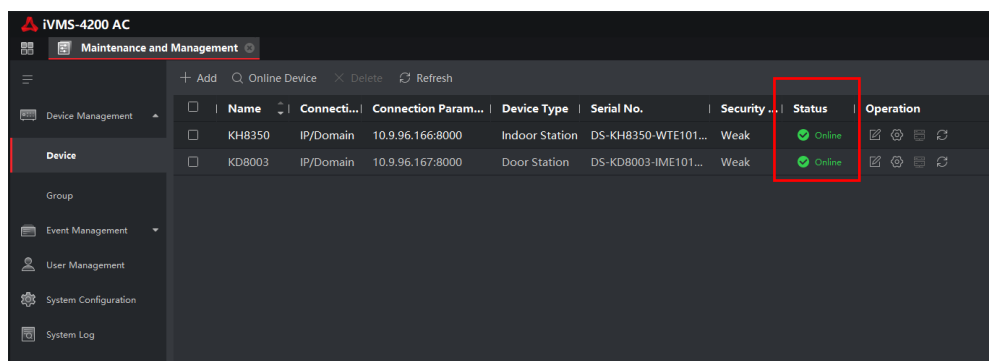 iVMS-4200 AC
Maintenance and Management
Add Online Device Delete Refresh
Name Connecti... Connection Param... Device Type Serial No. Security ... Status Operation
Device Management
KH8350 IP/Domain 10.9.96.166:8000 Indoor Station DS-KH8350-WTE101... Weak Online
Device
KD8003 IP/Domain 10.9.96.167:8000 Door Station DS-KD8003-IME101... Weak Online
Group
Event Management
User Management
System Configuration
System Log